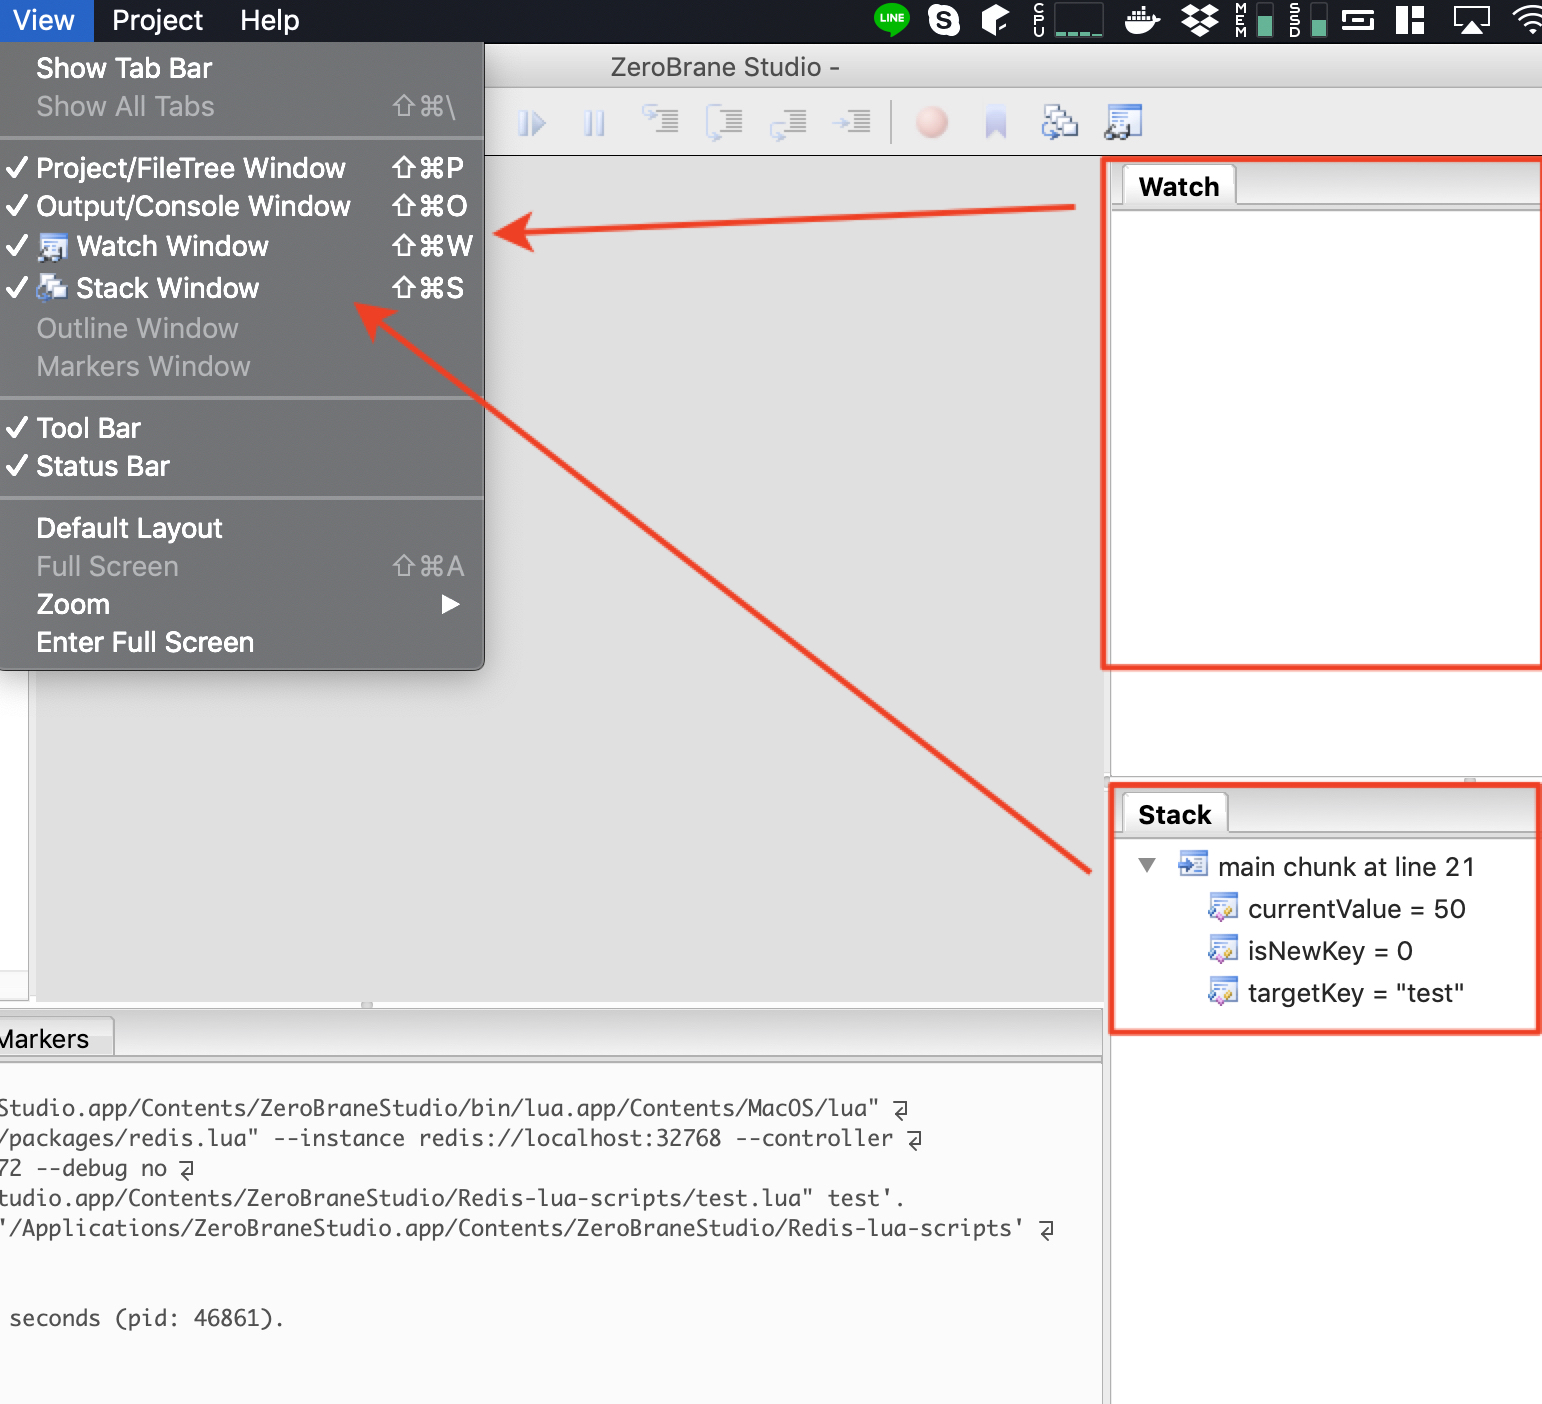 View Project Help
LINE
CPU
MEM
SSD
ZeroBrane Studio -
Show Tab Bar
Show All Tabs ⇧⌘\
✓ Project/FileTree Window ⇧⌘P
✓ Output/Console Window ⇧⌘O
✓ Watch Window ⇧⌘W
✓ Stack Window ⇧⌘S
Outline Window
Markers Window
✓ Tool Bar
✓ Status Bar
Default Layout
Full Screen ⇧⌘A
Zoom ▶
Enter Full Screen
Watch
Stack
main chunk at line 21
currentValue = 50
isNewKey = 0
targetKey = "test"
Markers
Studio.app/Contents/ZeroBraneStudio/bin/lua.app/Contents/MacOS/lua"
/packages/redis.lua" --instance redis://localhost:32768 --controller
72 --debug no
tudio.app/Contents/ZeroBraneStudio/Redis-lua-scripts/test.lua" test'.
'/Applications/ZeroBraneStudio.app/Contents/ZeroBraneStudio/Redis-lua-scripts'
seconds (pid: 46861).